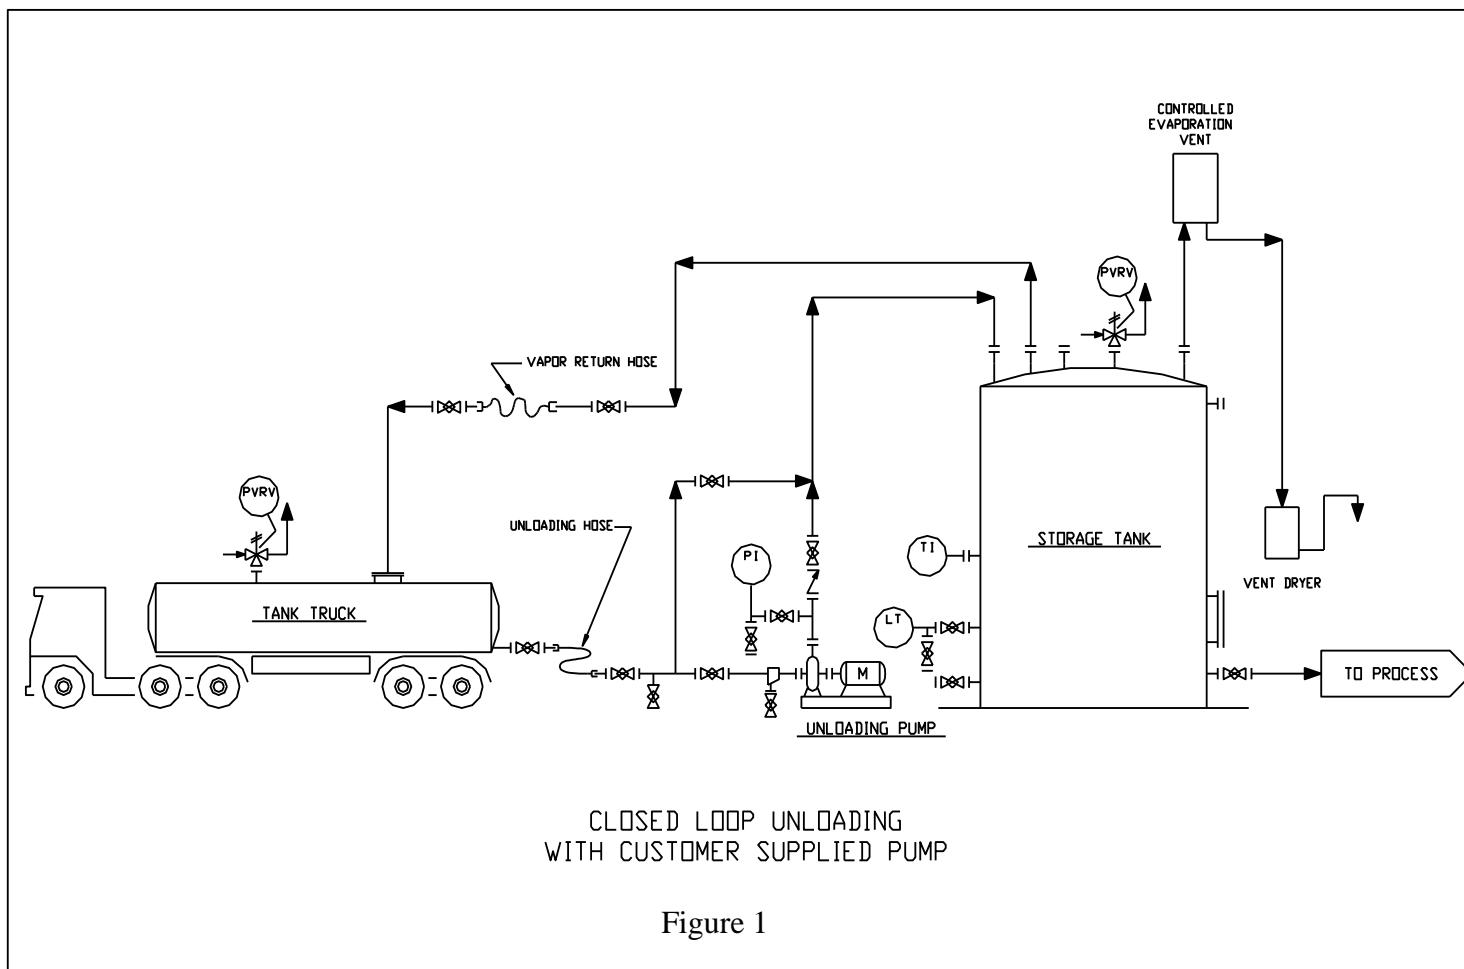 CONTROLLED
EVAPORATION
VENT
PVRV
VAPOR RETURN HOSE
PVRV
UNLOADING HOSE
PI
TI
STORAGE TANK
VENT DRYER
TANK TRUCK
LT
M
TO PROCESS
UNLOADING PUMP
CLOSED LOOP UNLOADING
WITH CUSTOMER SUPPLIED PUMP
Figure 1